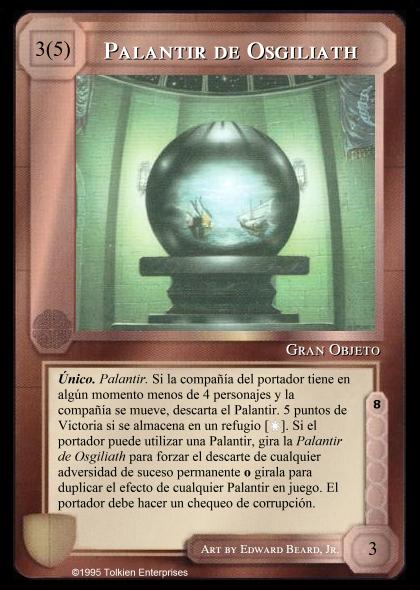 3(5)
PALANTIR DE OSGILIATH
GRAN OBJETO
Único. Palantir. Si la compañía del portador tiene en
algún momento menos de 4 personajes y la
compañía se mueve, descarta el Palantir. 5 puntos de
Victoria si se almacena en un refugio [☀]. Si el
portador puede utilizar una Palantir, gira la Palantir
de Osgiliath para forzar el descarte de cualquier
adversidad de suceso permanente o girala para
duplicar el efecto de cualquier Palantir en juego. El
portador debe hacer un chequeo de corrupción.
8
ART BY EDWARD BEARD, JR.
3
©1995 Tolkien Enterprises